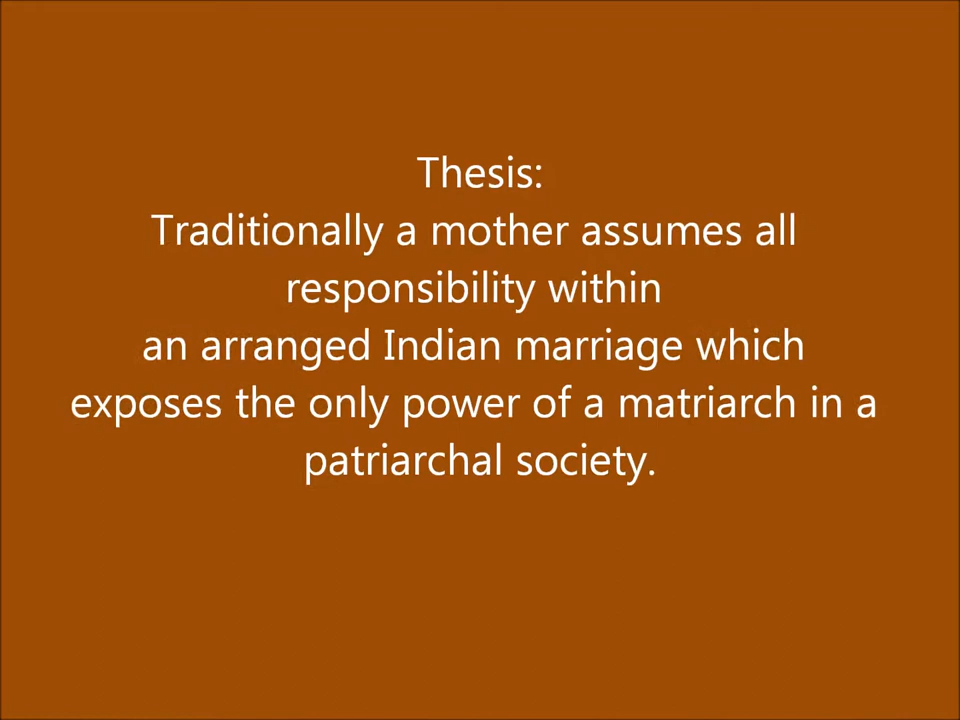 Thesis:
Traditionally a mother assumes all
responsibility within
an arranged Indian marriage which
exposes the only power of a matriarch in a
patriarchal society.